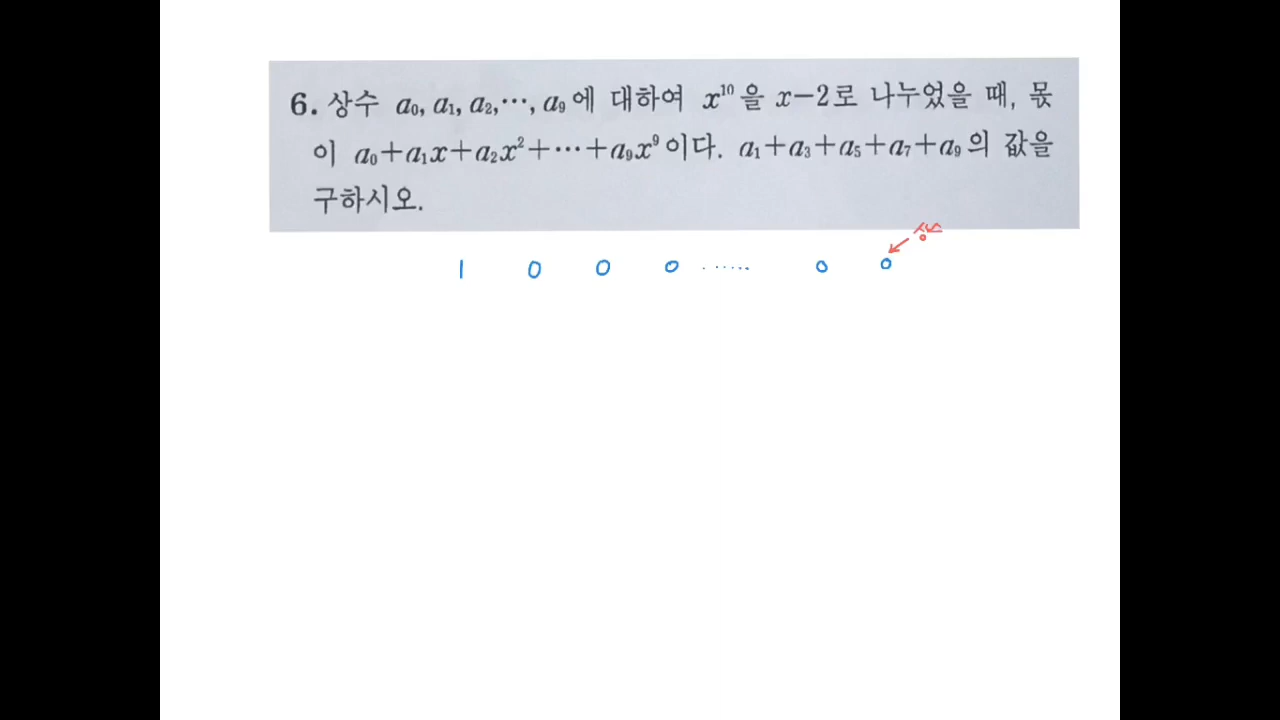 6. 상수 a₀, a₁, a₂, ⋯, a₉에 대하여 x¹⁰을 x−2로 나누었을 때, 몫
이 a₀+a₁x+a₂x²+⋯+a₉x⁹이다. a₁+a₃+a₅+a₇+a₉의 값을
구하시오.
상수
1 0 0 0 ...... 0 0